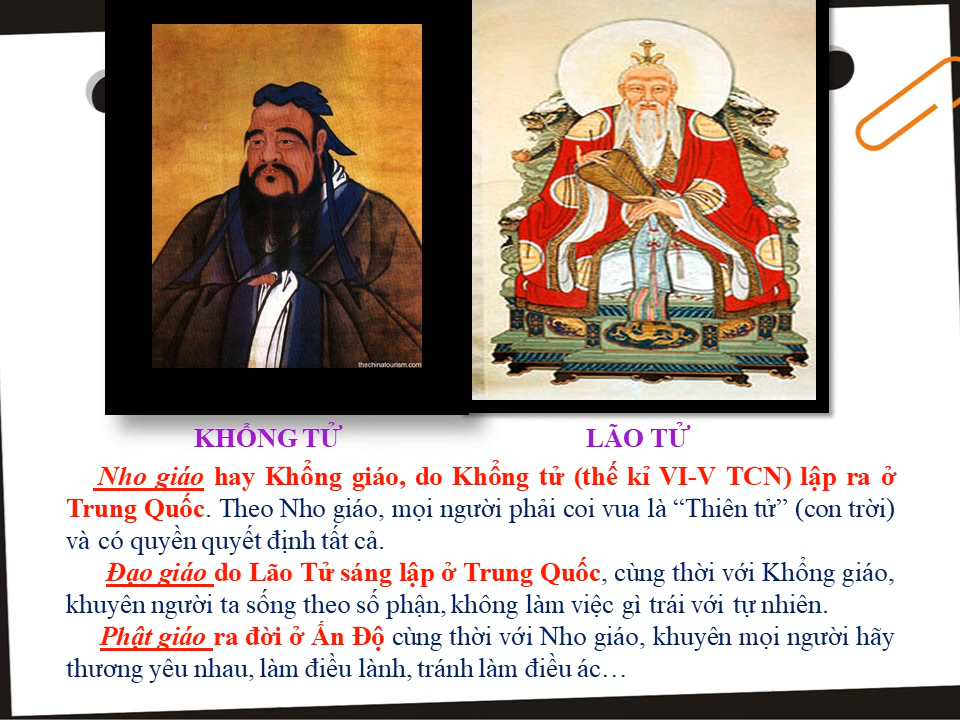 thechinatourism.com
KHỔNG TỬ
LÃO TỬ
Nho giáo hay Khổng giáo, do Khổng tử (thế kỉ VI-V TCN) lập ra ở
Trung Quốc. Theo Nho giáo, mọi người phải coi vua là “Thiên tử” (con trời)
và có quyền quyết định tất cả.
Đạo giáo do Lão Tử sáng lập ở Trung Quốc, cùng thời với Khổng giáo,
khuyên người ta sống theo số phận, không làm việc gì trái với tự nhiên.
Phật giáo ra đời ở Ấn Độ cùng thời với Nho giáo, khuyên mọi người hãy
thương yêu nhau, làm điều lành, tránh làm điều ác…